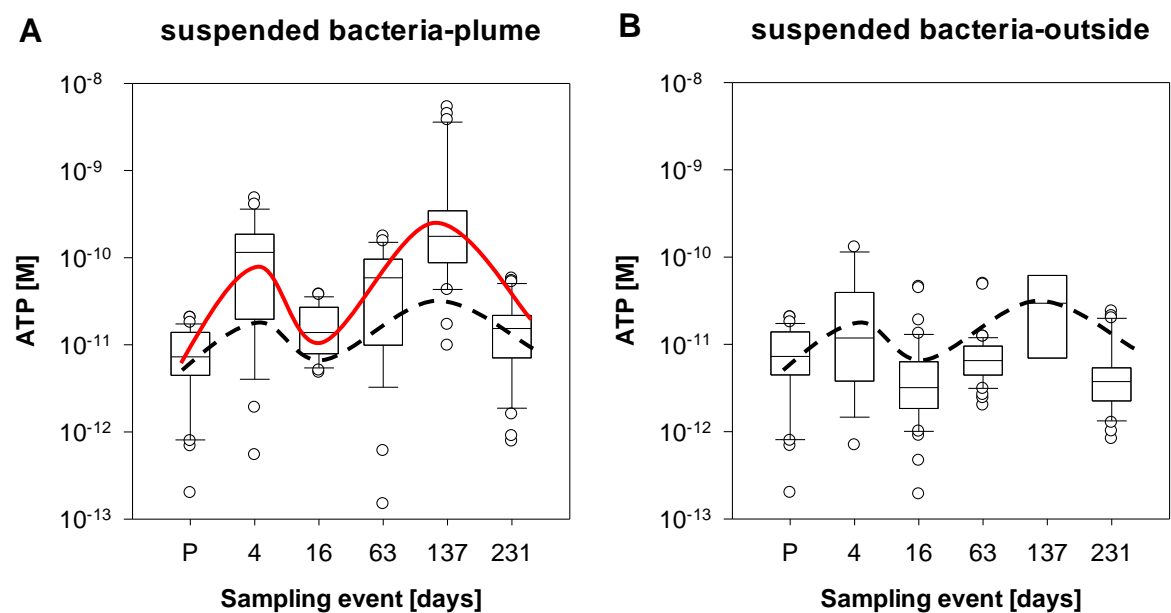 A suspended bacteria-plume
10⁻⁸
10⁻⁹
10⁻¹⁰
10⁻¹¹
10⁻¹²
10⁻¹³
ATP [M]
P 4 16 63 137 231
Sampling event [days]
B suspended bacteria-outside
10⁻⁸
10⁻⁹
10⁻¹⁰
10⁻¹¹
10⁻¹²
10⁻¹³
ATP [M]
P 4 16 63 137 231
Sampling event [days]